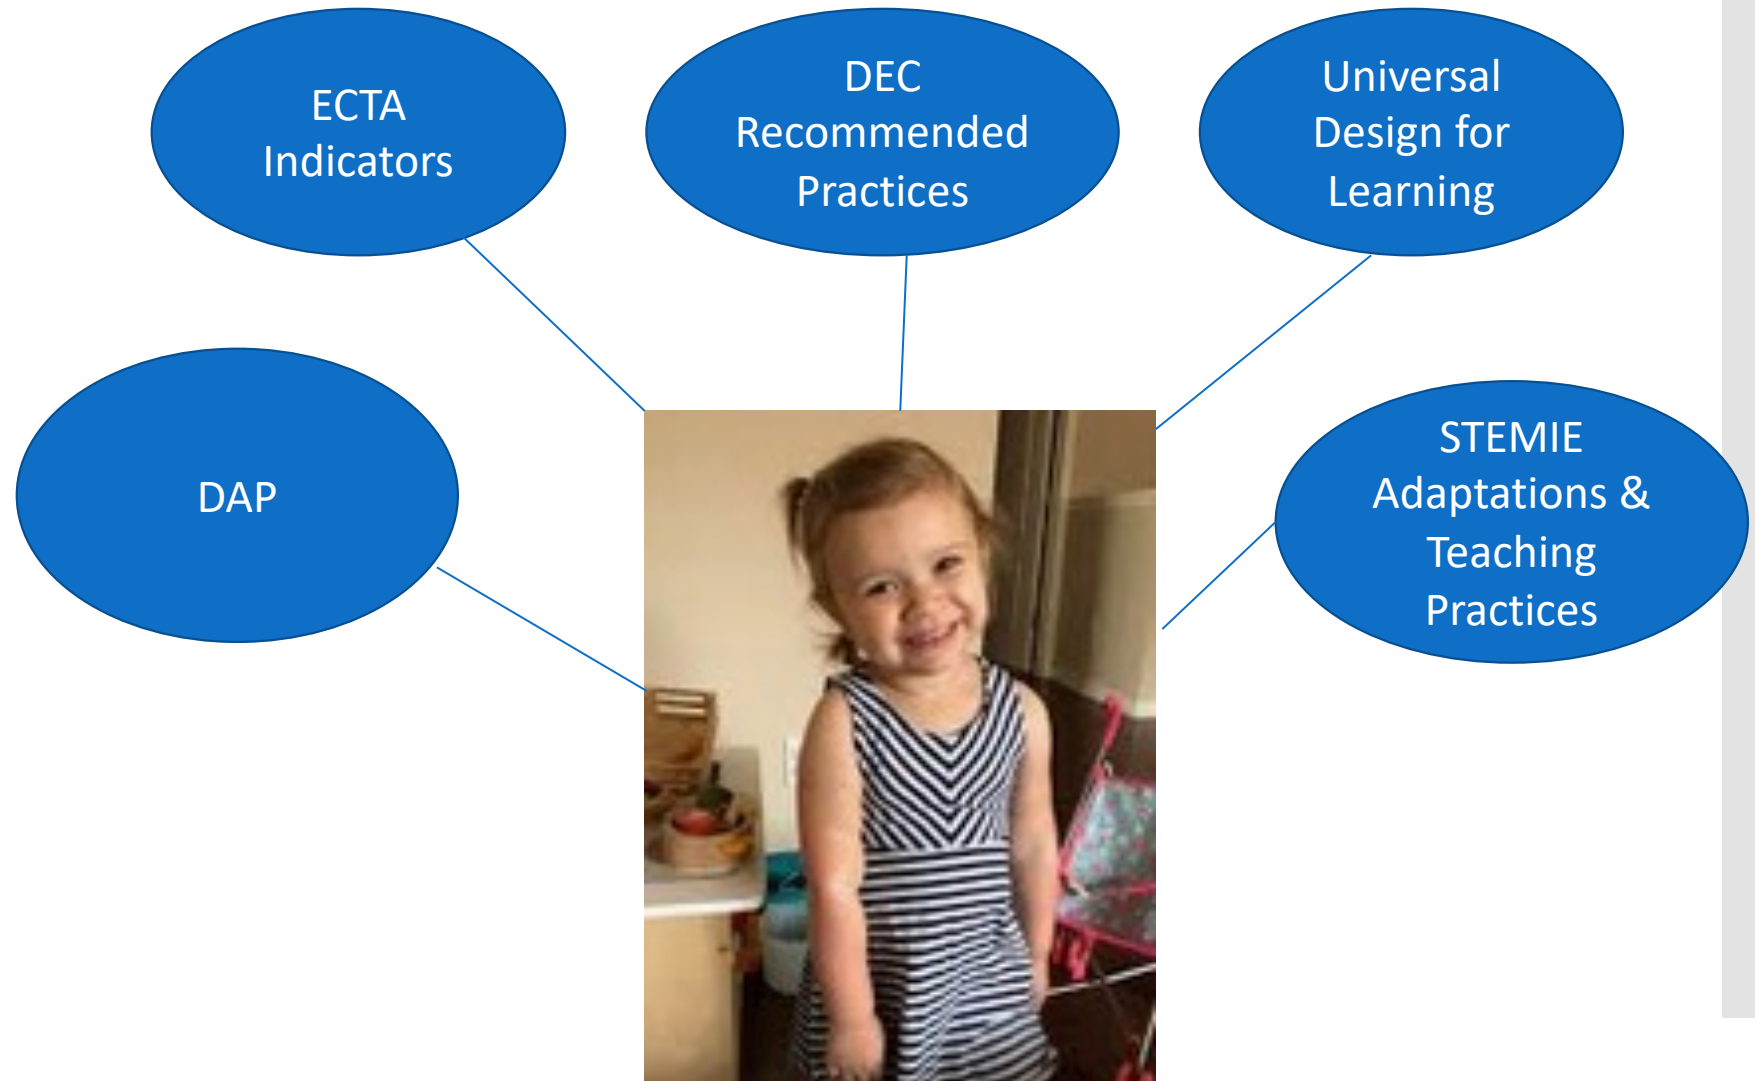 ECTA
Indicators
DEC
Recommended
Practices
Universal
Design for
Learning
DAP
STEMIE
Adaptations &
Teaching
Practices